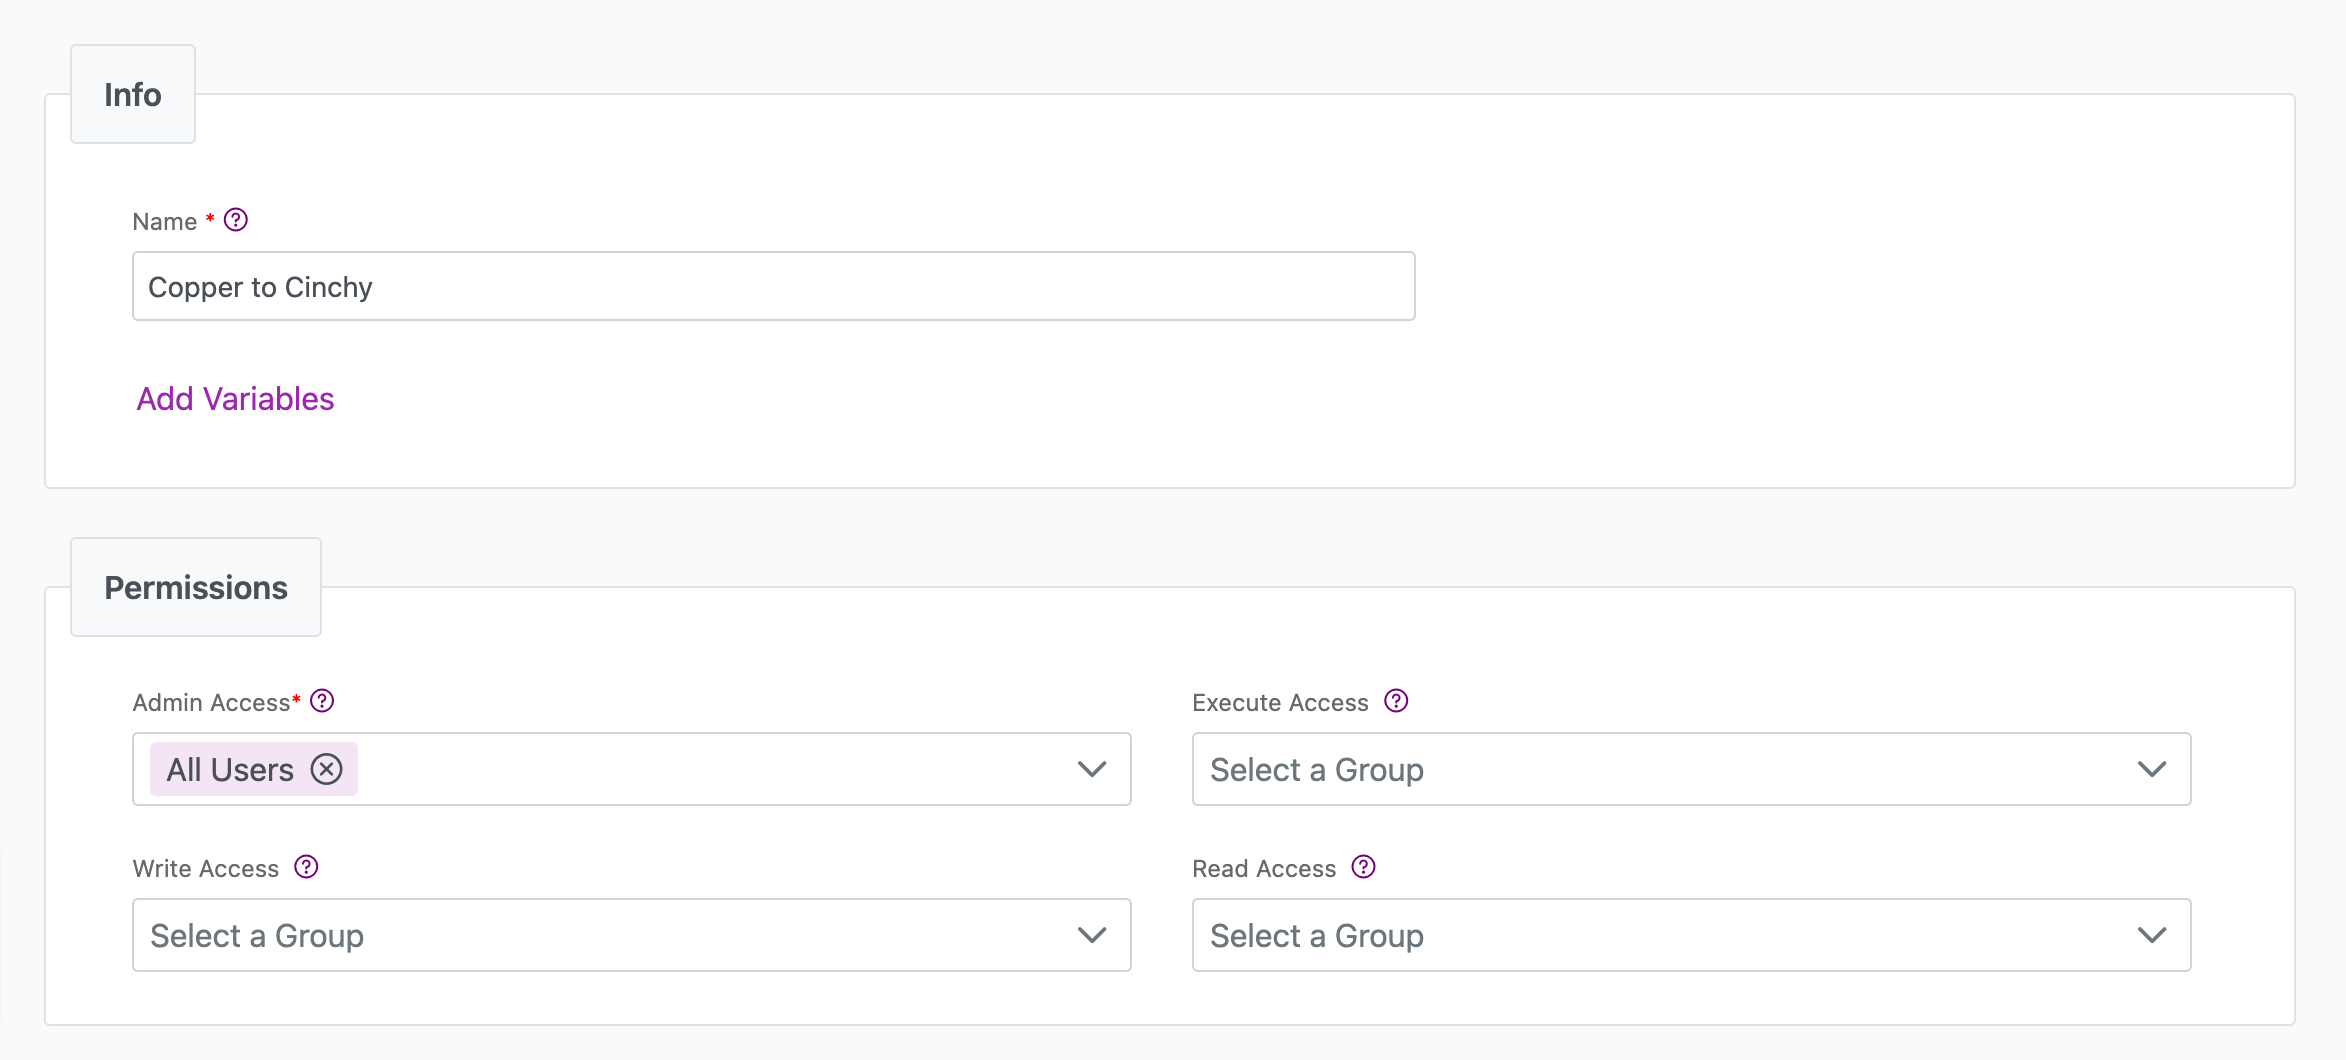 Info
Name *
Copper to Cinchy
Add Variables
Permissions
Admin Access*
Execute Access
All Users
Select a Group
Write Access
Read Access
Select a Group
Select a Group